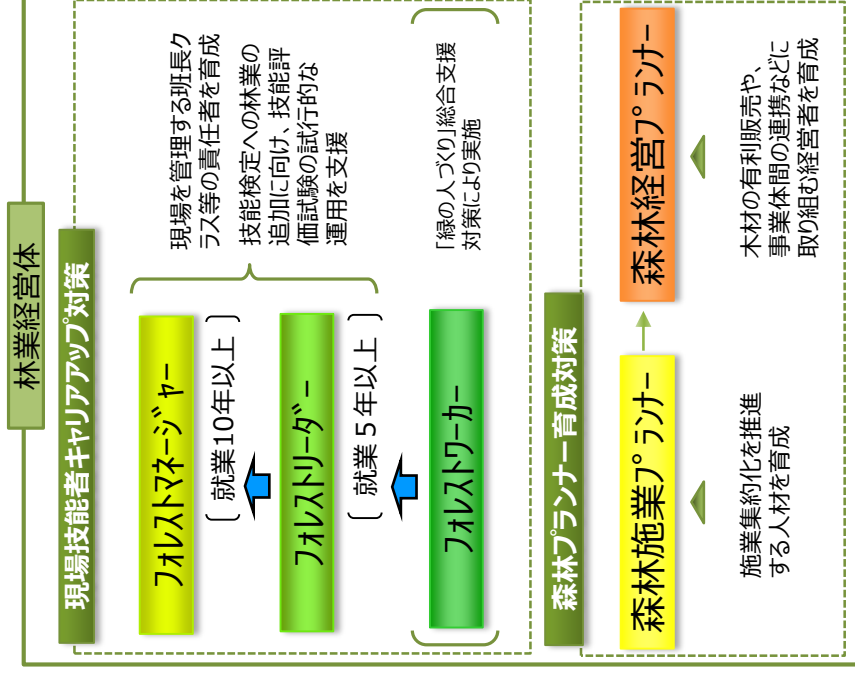 林業経営体
現場技能者キャリアアップ対策
フォレストマネージャー
〔 就業10年以上 〕
フォレストリーダー
〔 就業５年以上 〕
フォレストワーカー
現場を管理する班長ク
ラス等の責任者を育成
技能検定への林業の
追加に向け、技能評
価試験の試行的な
運用を支援
「緑の人づくり」総合支援
対策により実施
森林プランナー育成対策
森林施業プランナー
森林経営プランナー
施業集約化を推進
する人材を育成
木材の有利販売や、
事業体間の連携などに
取り組む経営者を育成